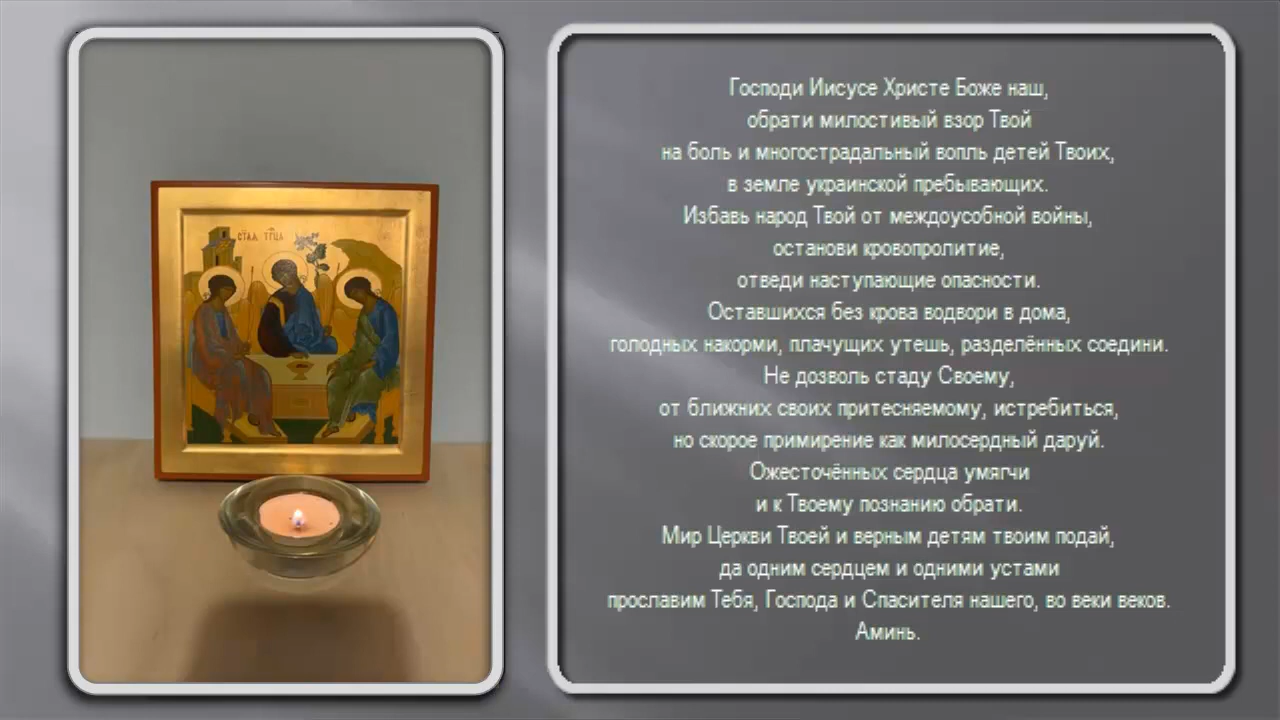 СТАЯ ТРЦА
Господи Иисусе Христе Боже наш,
обрати милостивый взор Твой
на боль и многострадальный вопль детей Твоих,
в земле украинской пребывающих.
Избавь народ Твой от междоусобной войны,
останови кровопролитие,
отведи наступающие опасности.
Оставшихся без крова водвори в дома,
голодных накорми, плачущих утешь, разделённых соедини.
Не дозволь стаду Своему,
от ближних своих притесняемому, истребиться,
но скорое примирение как милосердный даруй.
Ожесточённых сердца умягчи
и к Твоему познанию обрати.
Мир Церкви Твоей и верным детям твоим подай,
да одним сердцем и одними устами
прославим Тебя, Господа и Спасителя нашего, во веки веков.
Аминь.